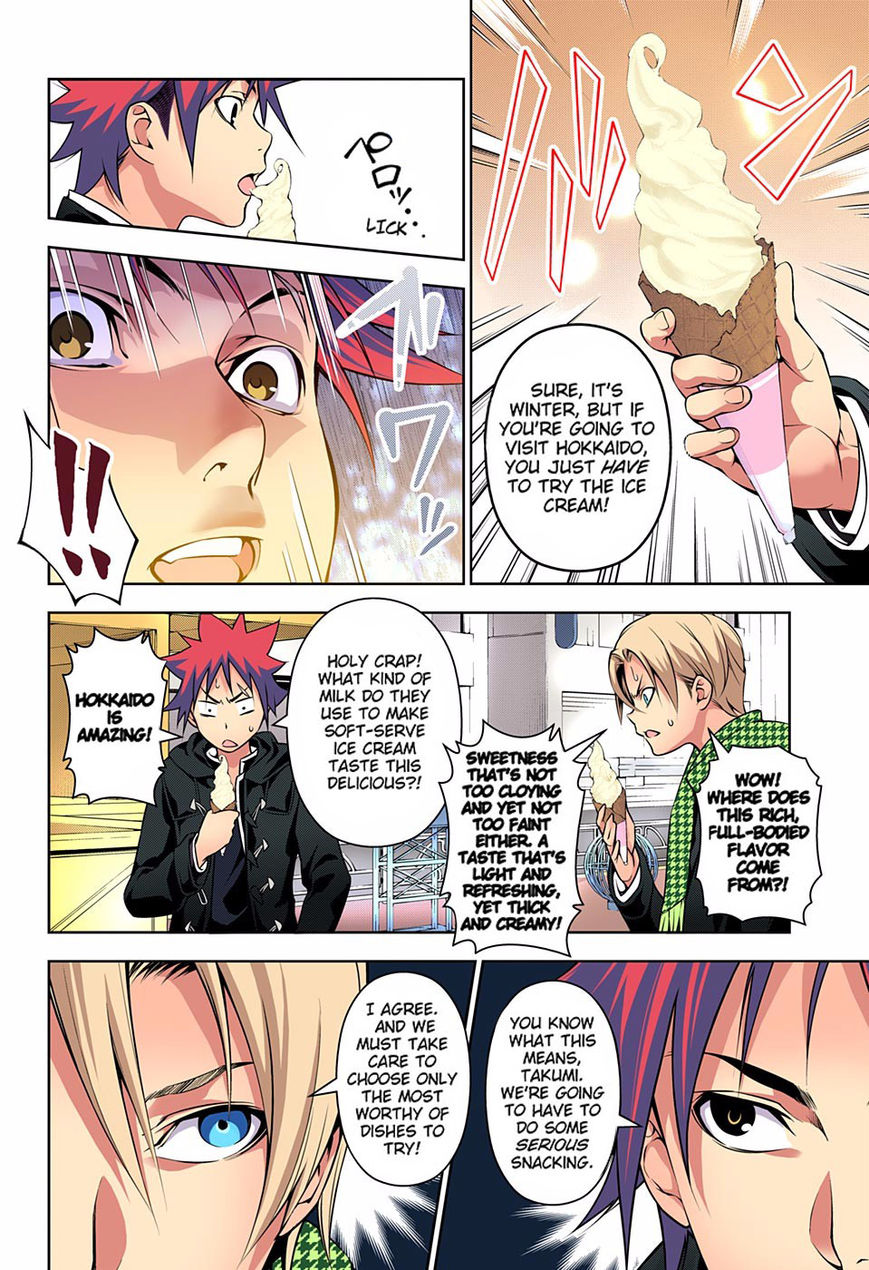 ドン
SURE, IT'S
WINTER, BUT IF
YOU'RE GOING TO
VISIT HOKKAIDO,
YOU JUST HAVE
TO TRY THE ICE
CREAM!
ペロッ
LICK
!!
WOW!
WHERE DOES
THIS RICH,
FULL-BODIED
FLAVOR
COME
FROM?!
SWEETNESS
THAT'S NOT
TOO CLOYING
AND YET NOT
TOO FAINT
EITHER. A
TASTE THAT'S
LIGHT AND
REFRESHING,
YET THICK
AND CREAMY!
HOLY CRAP!
WHAT KIND OF
MILK DO THEY
USE TO MAKE
SOFT-SERVE
ICE CREAM
TASTE THIS
DELICIOUS?!
HOKKAIDO
IS
AMAZING!
YOU KNOW
WHAT THIS
MEANS,
TAKUMI.
WE'RE GOING
TO HAVE TO
DO SOME
SERIOUS
SNACKING.
I AGREE.
AND WE
MUST TAKE
CARE TO
CHOOSE ONLY
THE MOST
WORTHY OF
DISHES TO
TRY!